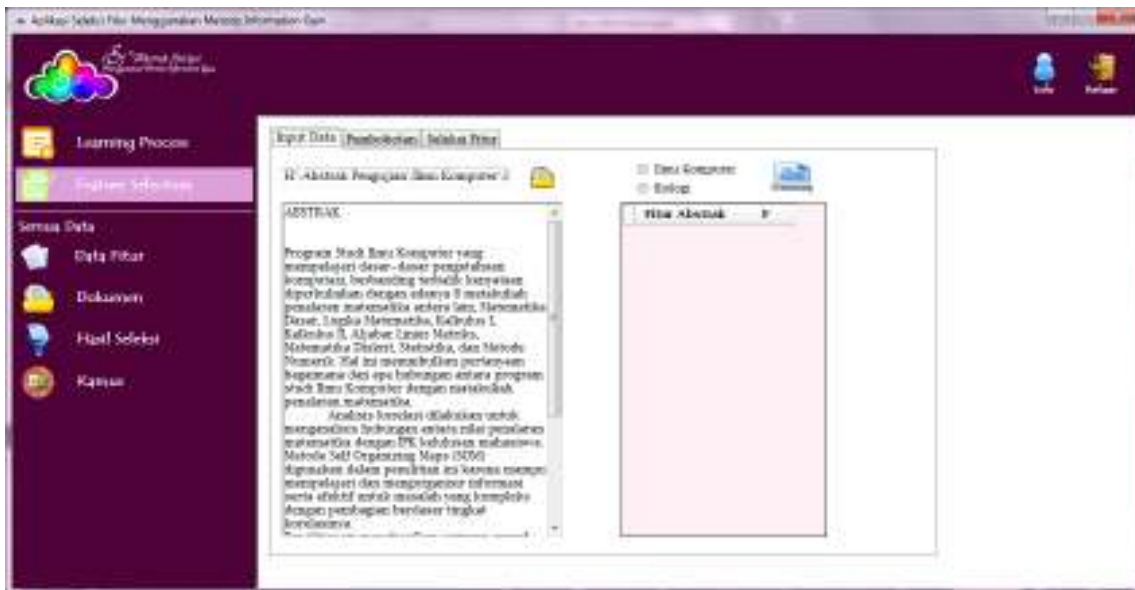 Aplikasi Seleksi Fitur Menggunakan Metode Information Gain
Info
Keluar
Learning Process
Feature Selection
Semua Data
Data Fitur
Dokumen
Hasil Seleksi
Kamus
Input Data
Pembobotan
Seleksi Fitur
Abstrak Pengujian Ilmu Komputer
Ilmu Komputer
Biologi
Fitur Abstrak
F
ABSTRAK
Program Studi Ilmu Komputer yang
mempelajari dasar-dasar pengetahuan
komputasi, berbanding terbalik kenyataan
diperkuliahan dengan adanya 8 matakuliah
penalaran matematika antara lain, Matematika
Dasar, Logika Matematika, Kalkulus I,
Kalkulus II, Aljabar Linier Matriks,
Matematika Diskrit, Statistika, dan Metode
Numerik. Hal ini menimbulkan pertanyaan
bagaimana dan apa hubungan antara program
studi Ilmu Komputer dengan matakuliah
penalaran matematika.
Analisis korelasi dilakukan untuk
menganalisis hubungan antara nilai penalaran
matematika dengan IPK kelulusan mahasiswa.
Metode Self Organizing Maps (SOM)
digunakan dalam penelitian ini karena mampu
mempelajari dan mengorganisir informasi
serta efektif untuk masalah yang kompleks
dengan pembagian berdasar tingkat
korelasinya.